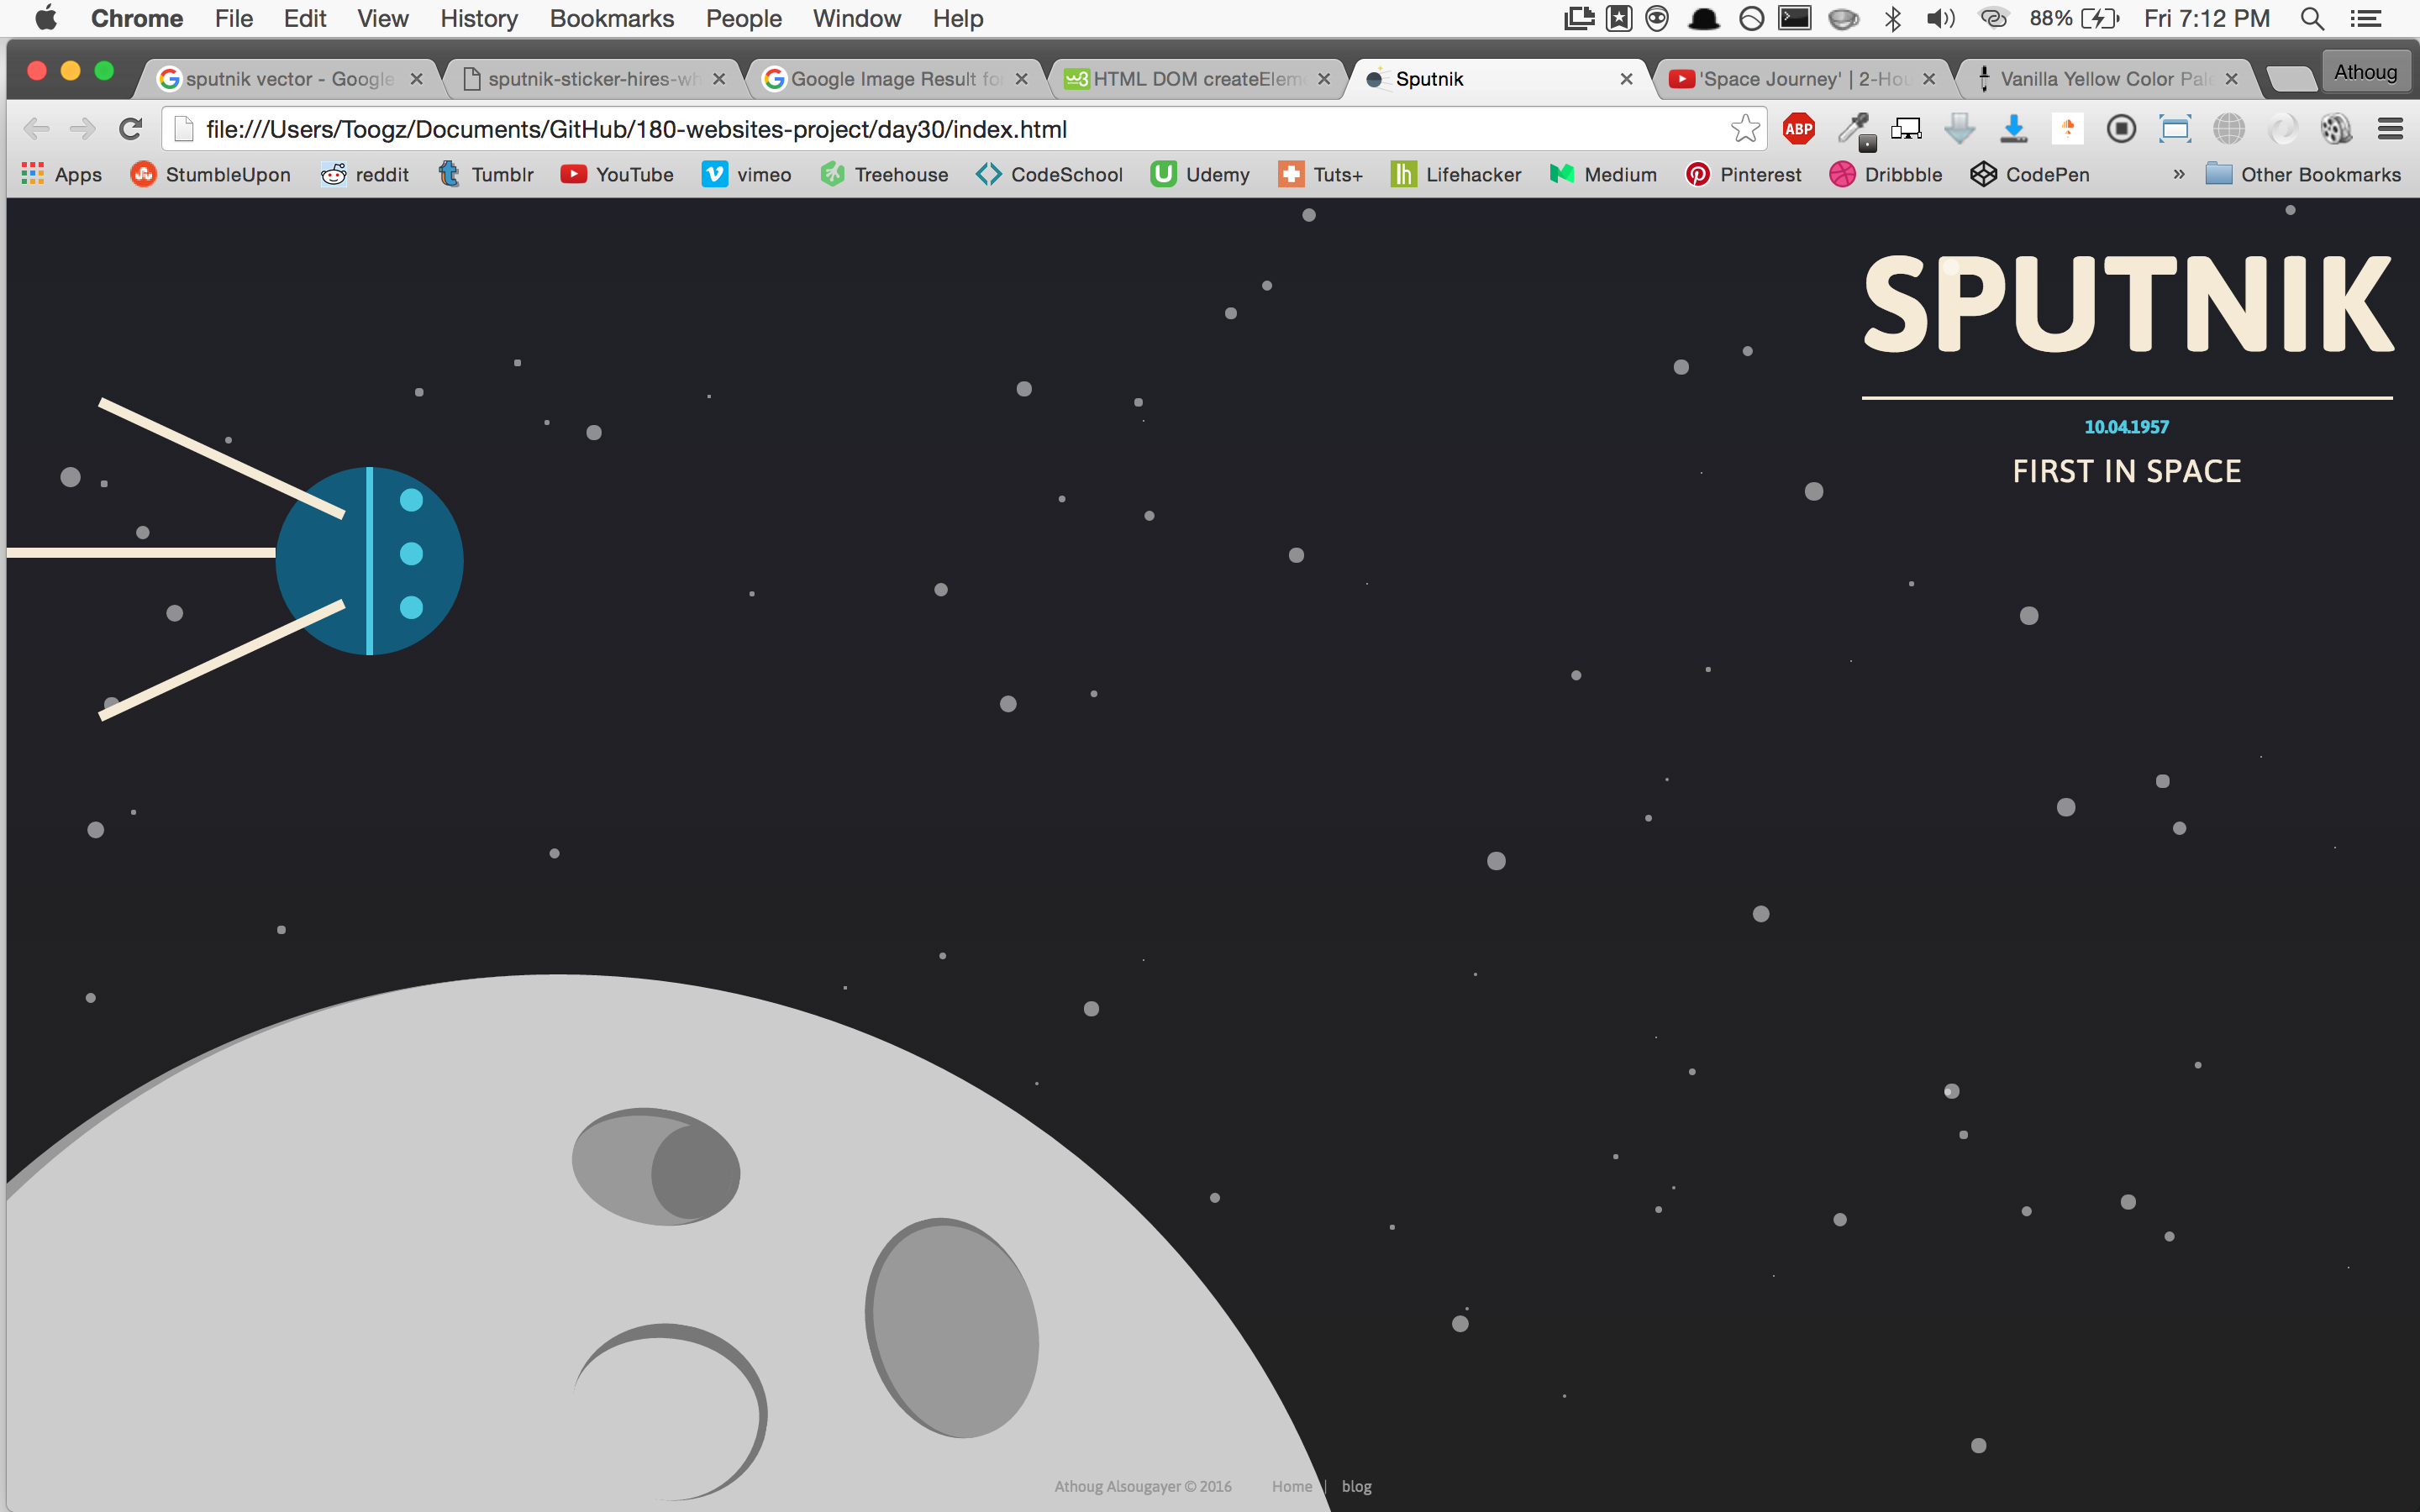 Chrome File Edit View History Bookmarks People Window Help 88% Fri 7:12 PM
sputnik vector - Google sputnik-sticker-hires-wh Google Image Result fo HTML DOM createElem Sputnik 'Space Journey' | 2-Hou Vanilla Yellow Color Pal Athoug
file:///Users/Toogz/Documents/GitHub/180-websites-project/day30/index.html ABP
Apps StumbleUpon reddit Tumblr YouTube vimeo Treehouse CodeSchool Udemy Tuts+ lh Lifehacker Medium Pinterest Dribbble CodePen » Other Bookmarks
SPUTNIK
10.04.1957
FIRST IN SPACE
Athoug Alsougayer © 2016 Home | blog